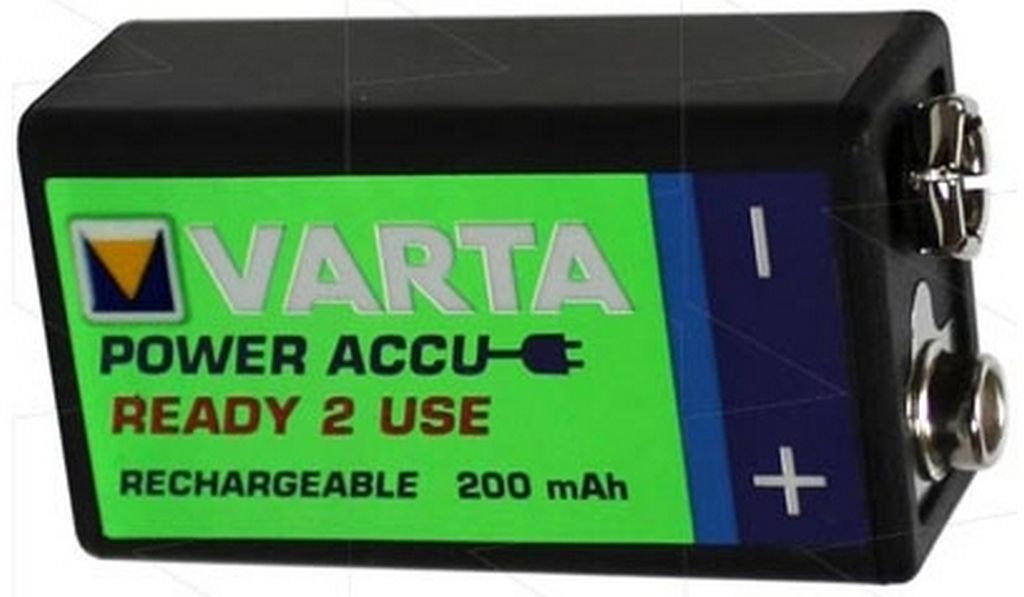 VARTA
POWER ACCU
READY 2 USE
RECHARGEABLE 200 mAh
−
+